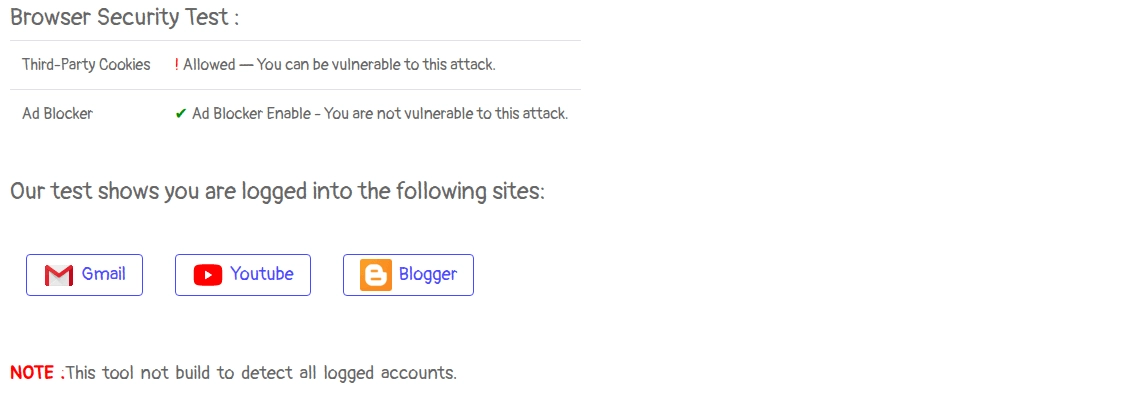 Browser Security Test :
Third-Party Cookies ! Allowed — You can be vulnerable to this attack.
Ad Blocker ✔ Ad Blocker Enable - You are not vulnerable to this attack.
Our test shows you are logged into the following sites:
Gmail Youtube Blogger
NOTE :This tool not build to detect all logged accounts.